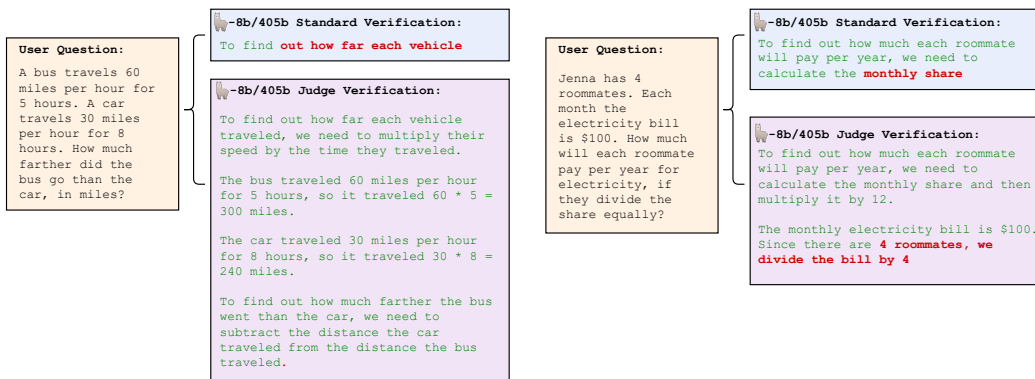 User Question:
A bus travels 60
miles per hour for
5 hours. A car
travels 30 miles
per hour for 8
hours. How much
farther did the
bus go than the
car, in miles?
-8b/405b Standard Verification:
To find out how far each vehicle
-8b/405b Judge Verification:
To find out how far each vehicle
traveled, we need to multiply their
speed by the time they traveled.
The bus traveled 60 miles per hour
for 5 hours, so it traveled 60 * 5 =
300 miles.
The car traveled 30 miles per hour
for 8 hours, so it traveled 30 * 8 =
240 miles.
To find out how much farther the bus
went than the car, we need to
subtract the distance the car
traveled from the distance the bus
traveled.
User Question:
Jenna has 4
roommates. Each
month the
electricity bill
is $100. How much
will each roommate
pay per year for
electricity, if
they divide the
share equally?
-8b/405b Standard Verification:
To find out how much each roommate
will pay per year, we need to
calculate the monthly share
-8b/405b Judge Verification:
To find out how much each roommate
will pay per year, we need to
calculate the monthly share and then
multiply it by 12.
The monthly electricity bill is $100.
Since there are 4 roommates, we
divide the bill by 4